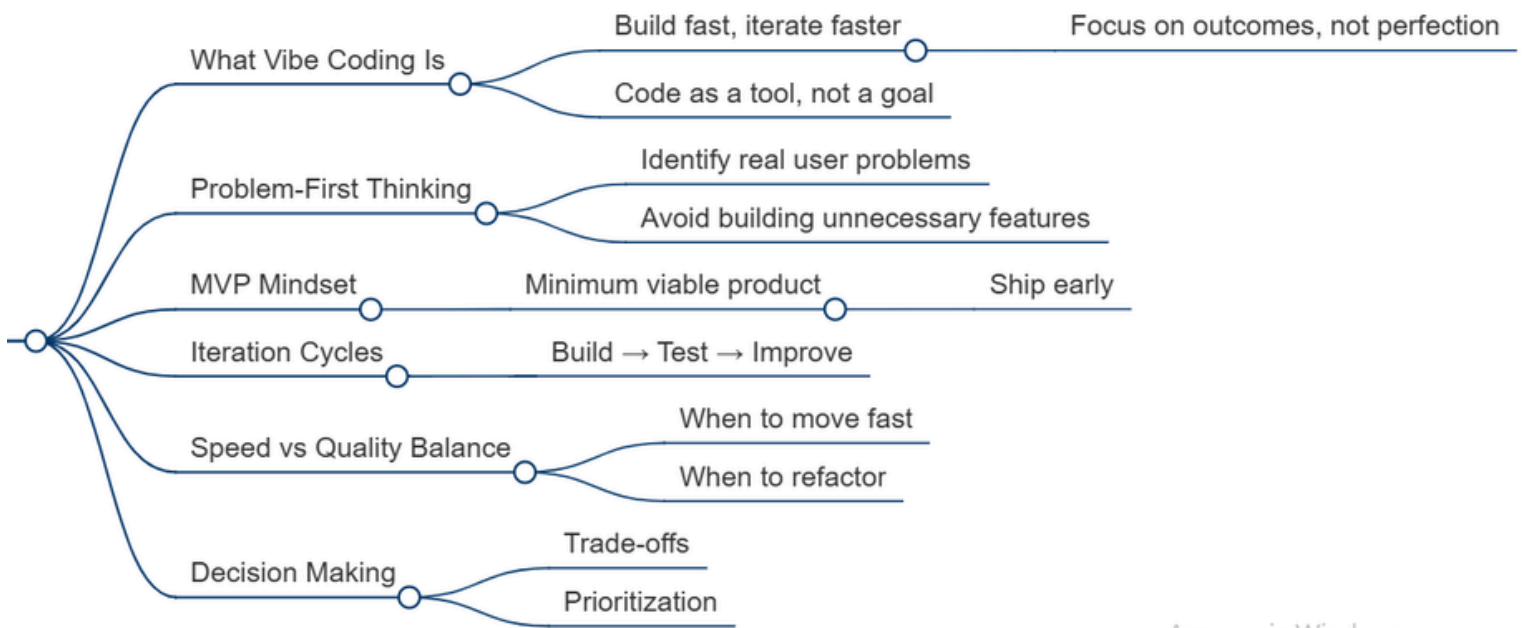 What Vibe Coding Is
Build fast, iterate faster
Focus on outcomes, not perfection
Code as a tool, not a goal
Problem-First Thinking
Identify real user problems
Avoid building unnecessary features
MVP Mindset
Minimum viable product
Ship early
Iteration Cycles
Build → Test → Improve
Speed vs Quality Balance
When to move fast
When to refactor
Decision Making
Trade-offs
Prioritization